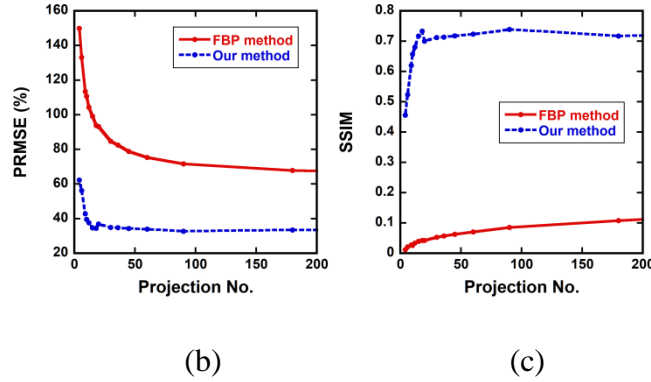 160
140
120
100
80
60
40
20
PRMSE (%)
FBP method
Our method
0 50 100 150 200
Projection No.
(b)
0.8
0.7
0.6
0.5
0.4
0.3
0.2
0.1
0
SSIM
FBP method
Our method
0 50 100 150 200
Projection No.
(c)